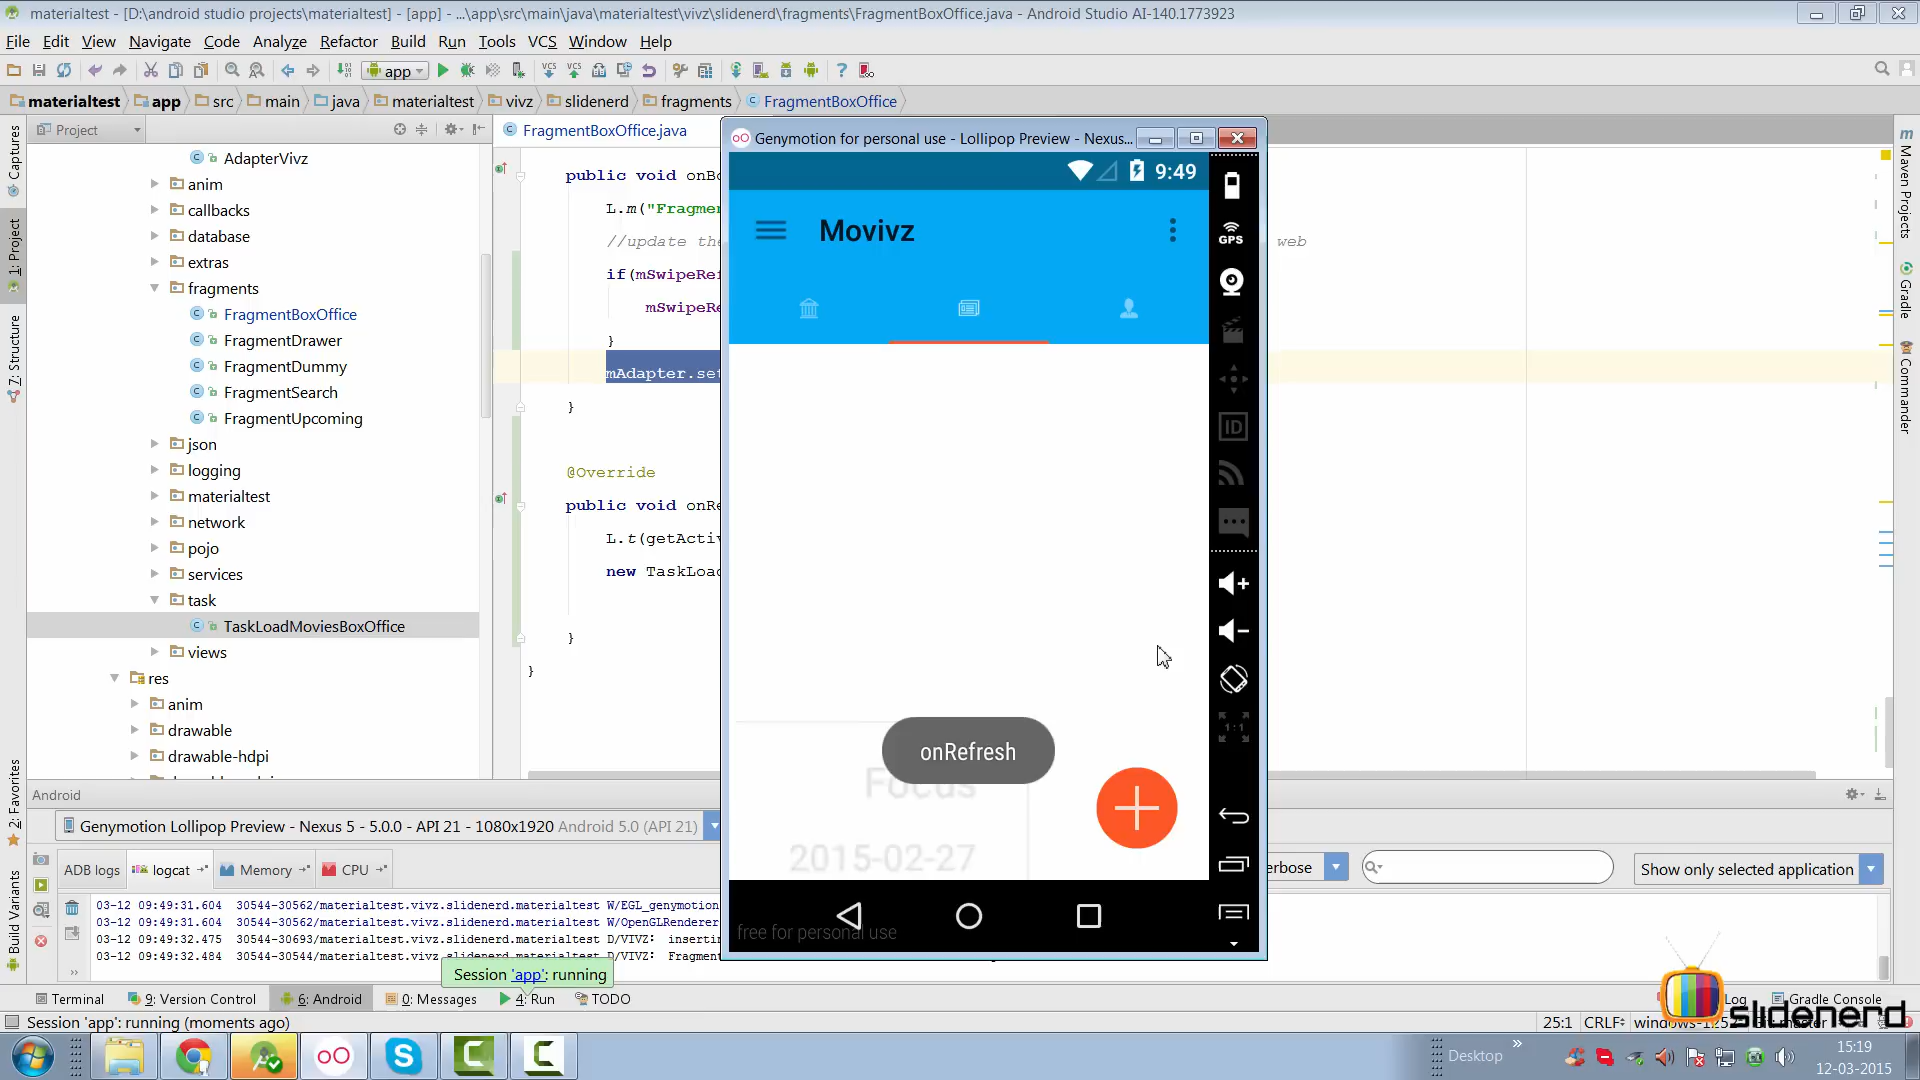 materialtest - [D:\android studio projects\materialtest] - [app] - ...\app\src\main\java\materialtest\vivz\slidenerd\fragments\FragmentBoxOffice.java - Android Studio AI-140.1773923
File Edit View Navigate Code Analyze Refactor Build Run Tools VCS Window Help
app
materialtest app src main java materialtest vivz slidenerd fragments FragmentBoxOffice
Project
FragmentBoxOffice.java
Captures
1: Project
7: Structure
2: Favorites
Build Variants
Maven Projects
Gradle
Commander
AdapterVivz
anim
callbacks
database
extras
fragments
FragmentBoxOffice
FragmentDrawer
FragmentDummy
FragmentSearch
FragmentUpcoming
json
logging
materialtest
network
pojo
services
task
TaskLoadMoviesBoxOffice
views
res
anim
drawable
drawable-hdpi
public void onBo
L.m("Fragmen
//update the
web
if(mSwipeRef
mSwipeRe
}
mAdapter.set
}
@Override
public void onRe
L.t(getActiv
new TaskLoad
}
}
Genymotion for personal use - Lollipop Preview - Nexus...
9:49
Movivz
GPS
ID
1:1
onRefresh
Focus
2015-02-27
free for personal use
Android
Genymotion Lollipop Preview - Nexus 5 - 5.0.0 - API 21 - 1080x1920 Android 5.0 (API 21)
ADB logs logcat Memory CPU
erbose
Show only selected application
03-12 09:49:31.604 30544-30562/materialtest.vivz.slidenerd.materialtest W/EGL_genymotion
03-12 09:49:31.604 30544-30562/materialtest.vivz.slidenerd.materialtest W/OpenGLRenderer
03-12 09:49:32.475 30544-30693/materialtest.vivz.slidenerd.materialtest D/VIVZ: insertin
03-12 09:49:32.484 30544-30544/materialtest.vivz.slidenerd.materialtest D/VIVZ: Fragmen
Session 'app': running
Terminal 9: Version Control 6: Android 0: Messages 4: Run TODO
Log Gradle Console
Session 'app': running (moments ago)
25:1 CRLF
slidenerd
Desktop
15:19
12-03-2015